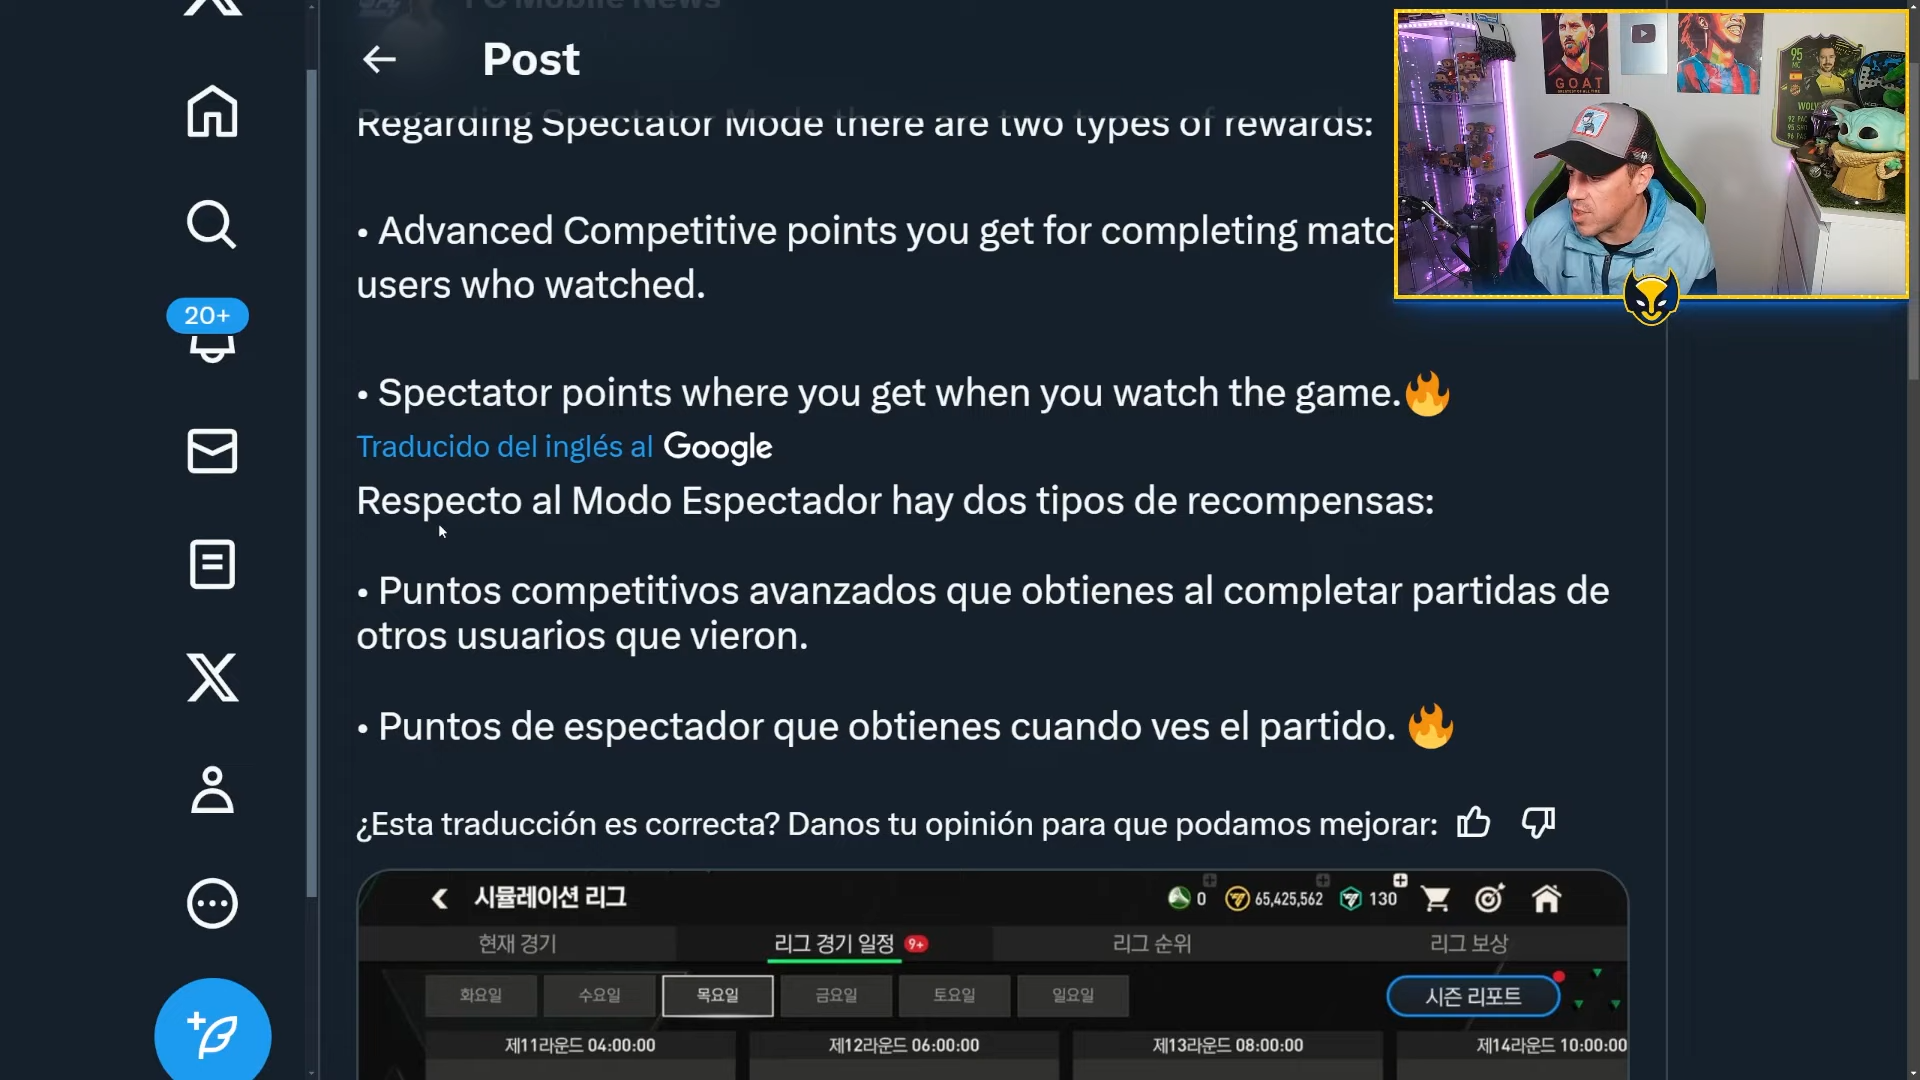 FC Mobile News
Post
Regarding Spectator Mode there are two types of rewards:
• Advanced Competitive points you get for completing
users who watched.
20+
• Spectator points where you get when you watch the game.🔥
Traducido del inglés al Google
Respecto al Modo Espectador hay dos tipos de recompensas:
• Puntos competitivos avanzados que obtienes al completar partidas de
otros usuarios que vieron.
• Puntos de espectador que obtienes cuando ves el partido. 🔥
¿Esta traducción es correcta? Danos tu opinión para que podamos mejorar:
시뮬레이션 리그
0 65,425,562 130
현재 경기 리그 경기 일정 9+ 리그 순위 리그 보상
화요일 수요일 목요일 금요일 토요일 일요일 시즌 리포트
제11라운드 04:00:00 제12라운드 06:00:00 제13라운드 08:00:00 제14라운드 10:00:00
GOAT
95